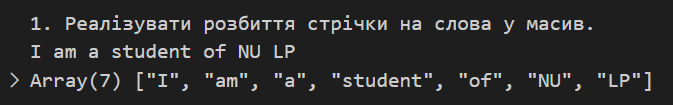 1. Реалізувати розбиття стрічки на слова у масив.
I am a student of NU LP
> Array(7) ["I", "am", "a", "student", "of", "NU", "LP"]